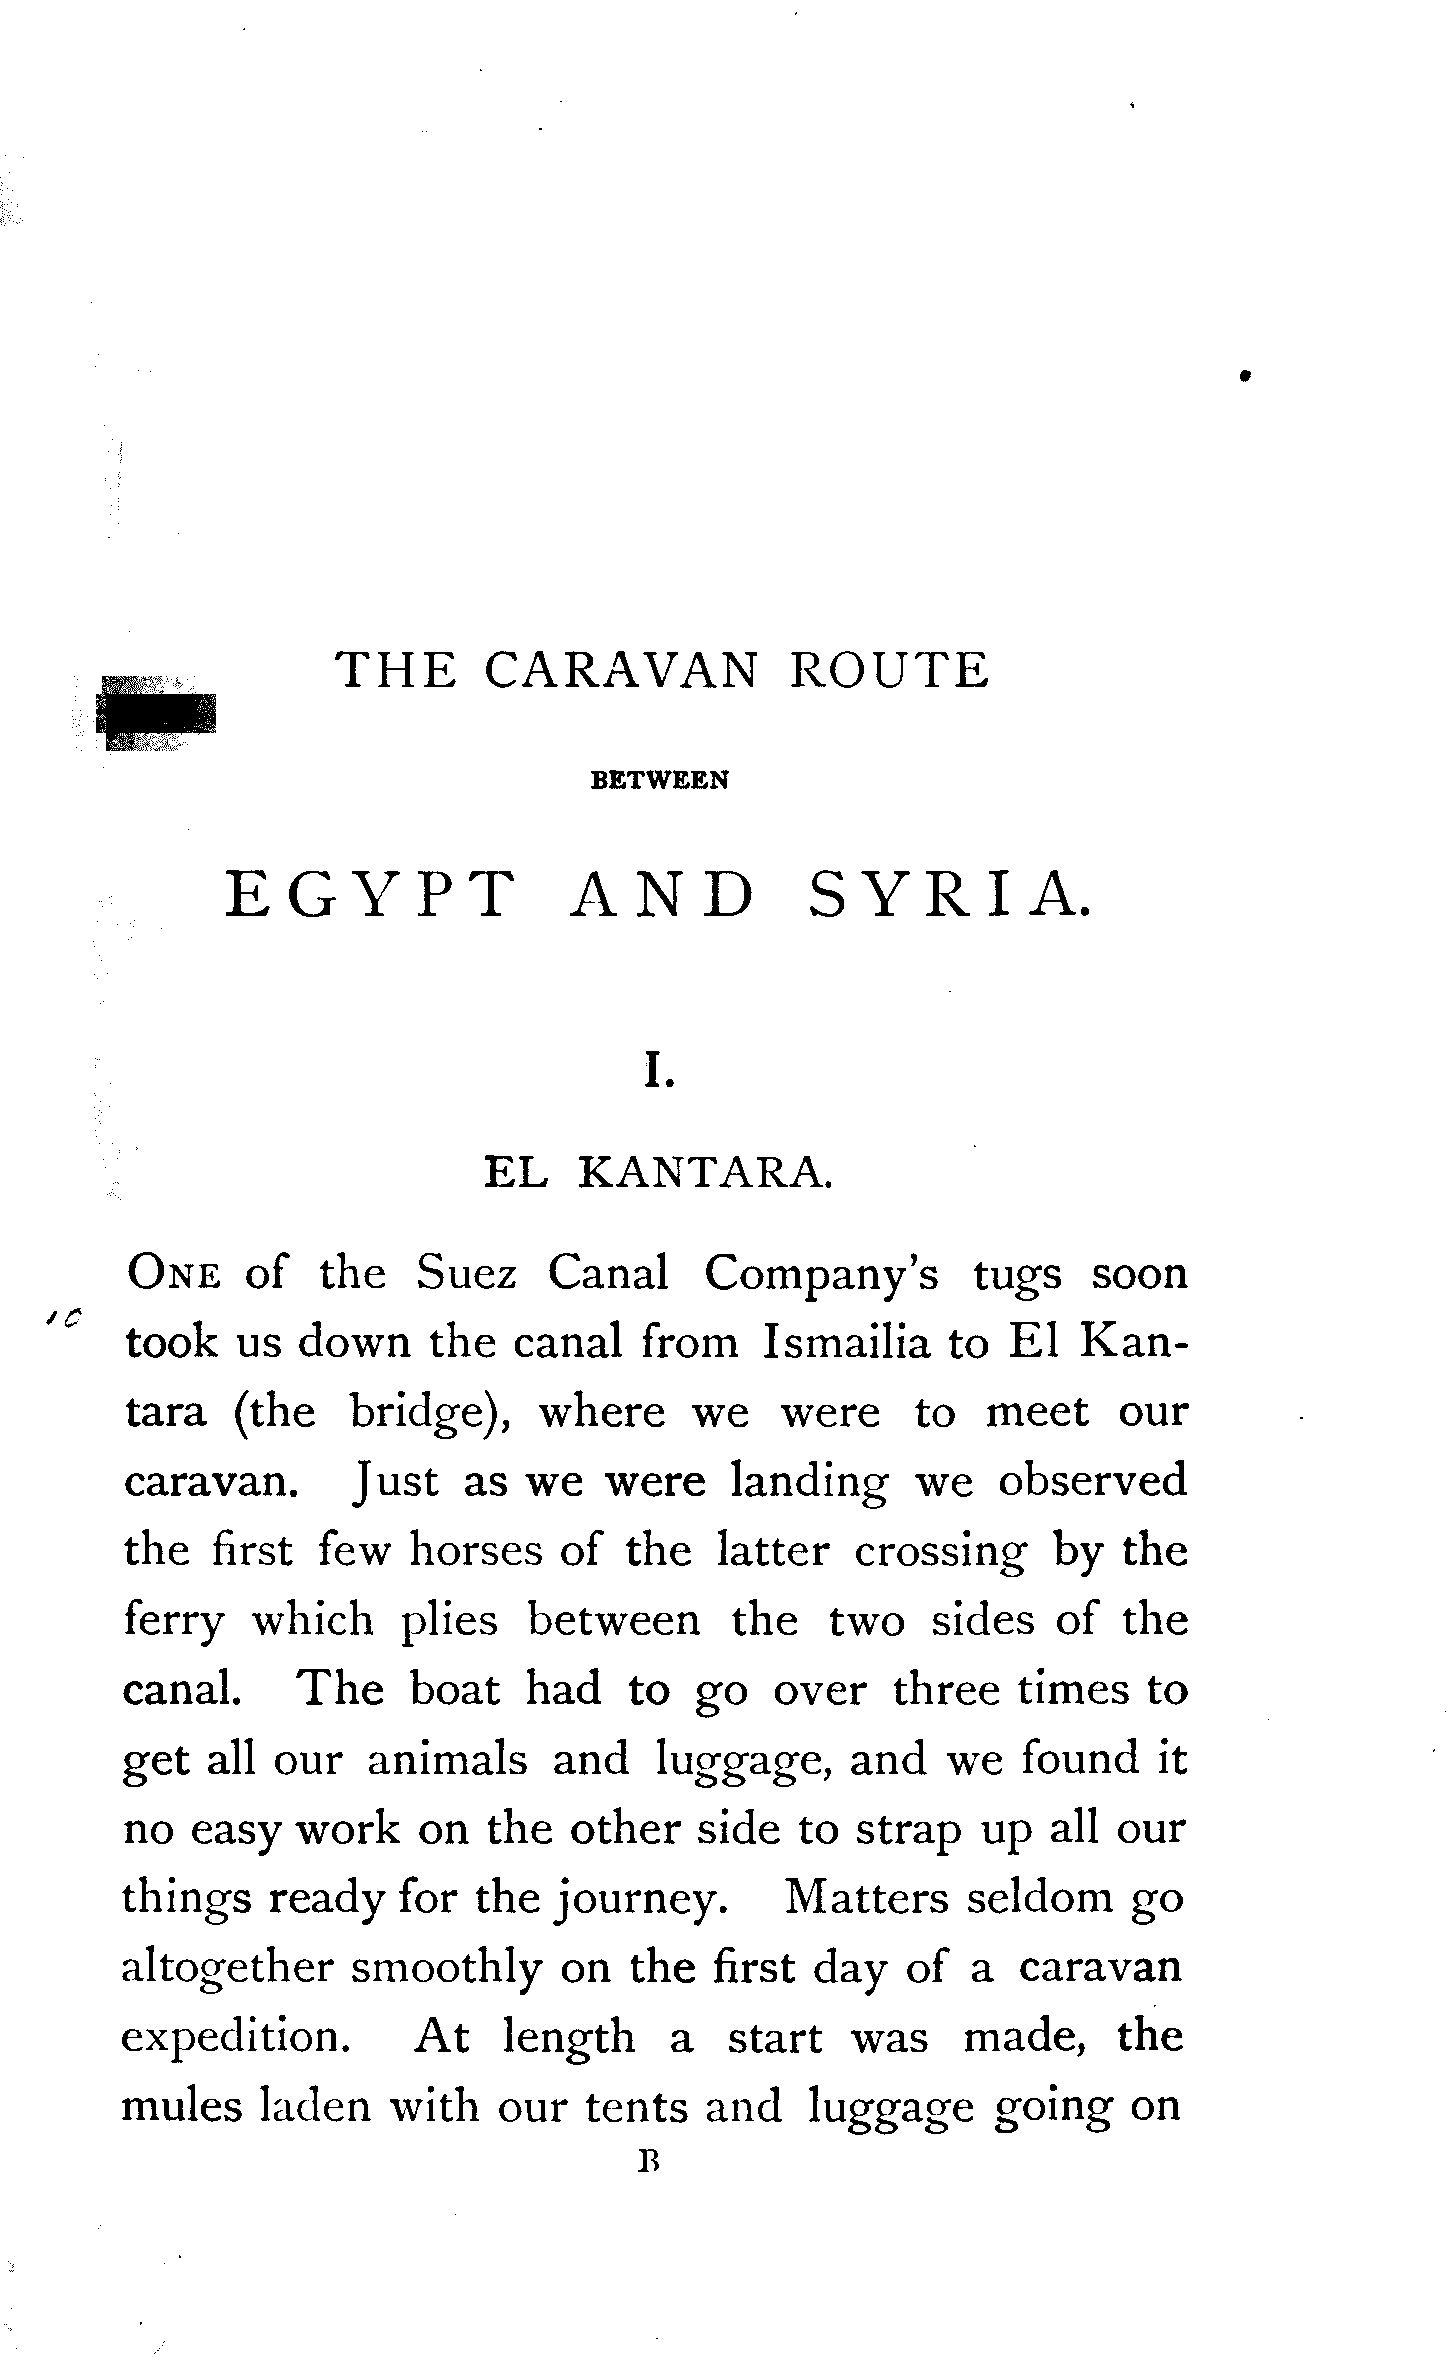 THE CARAVAN ROUTE
BETWEEN
EGYPT AND SYRIA.
I.
EL KANTARA.
ONE of the Suez Canal Company's tugs soon
took us down the canal from Ismailia to El Kan-
tara (the bridge), where we were to meet our
caravan. Just as we were landing we observed
the first few horses of the latter crossing by the
ferry which plies between the two sides of the
canal. The boat had to go over three times to
get all our animals and luggage, and we found it
no easy work on the other side to strap up all our
things ready for the journey. Matters seldom go
altogether smoothly on the first day of a caravan
expedition. At length a start was made, the
mules laden with our tents and luggage going on
B